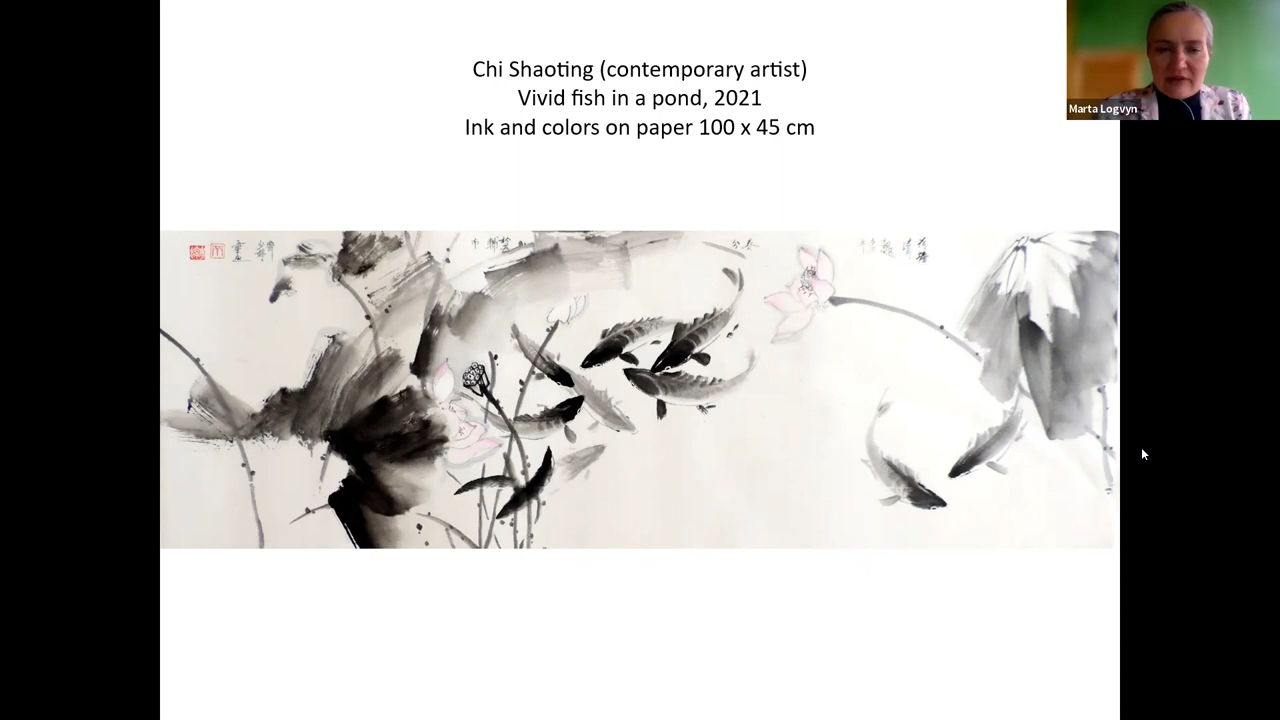 Chi Shaoting (contemporary artist)
Vivid fish in a pond, 2021
Ink and colors on paper 100 x 45 cm
Marta Logvyn